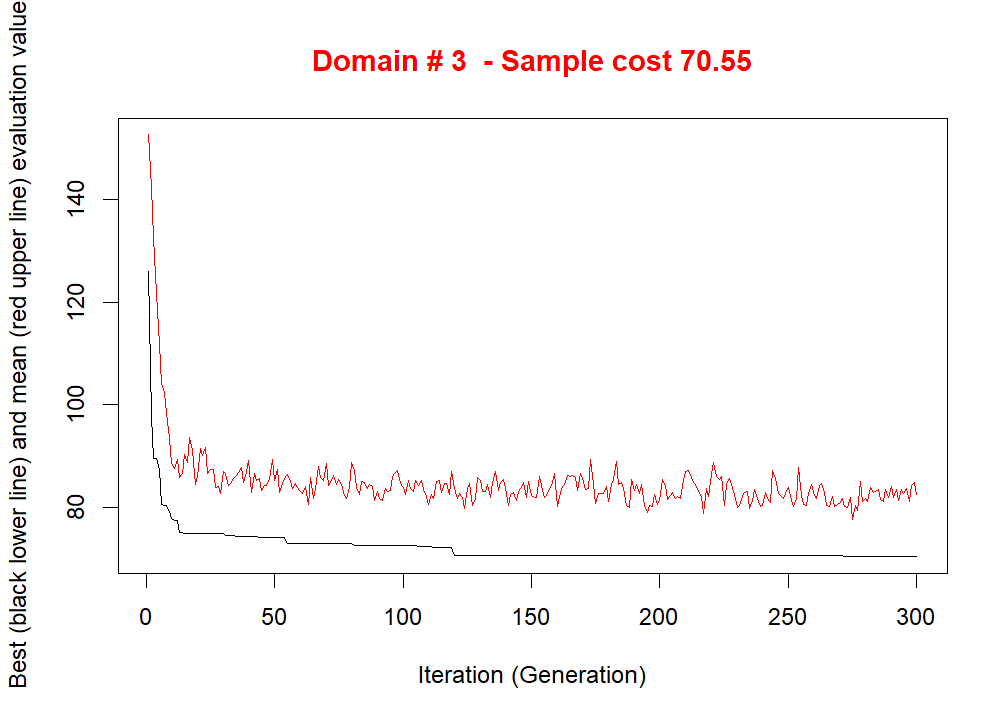 Domain # 3  - Sample cost 70.55
Best (black lower line) and mean (red upper line) evaluation value
140
120
100
80
0 50 100 150 200 250 300
Iteration (Generation)